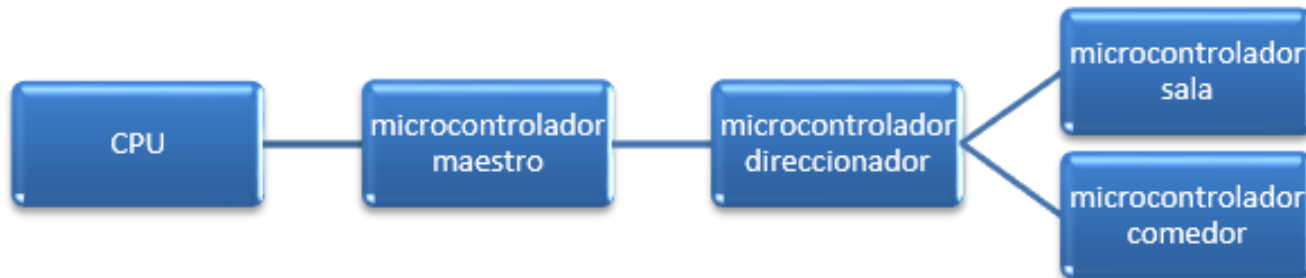 CPU
microcontrolador
maestro
microcontrolador
direccionador
microcontrolador
sala
microcontrolador
comedor